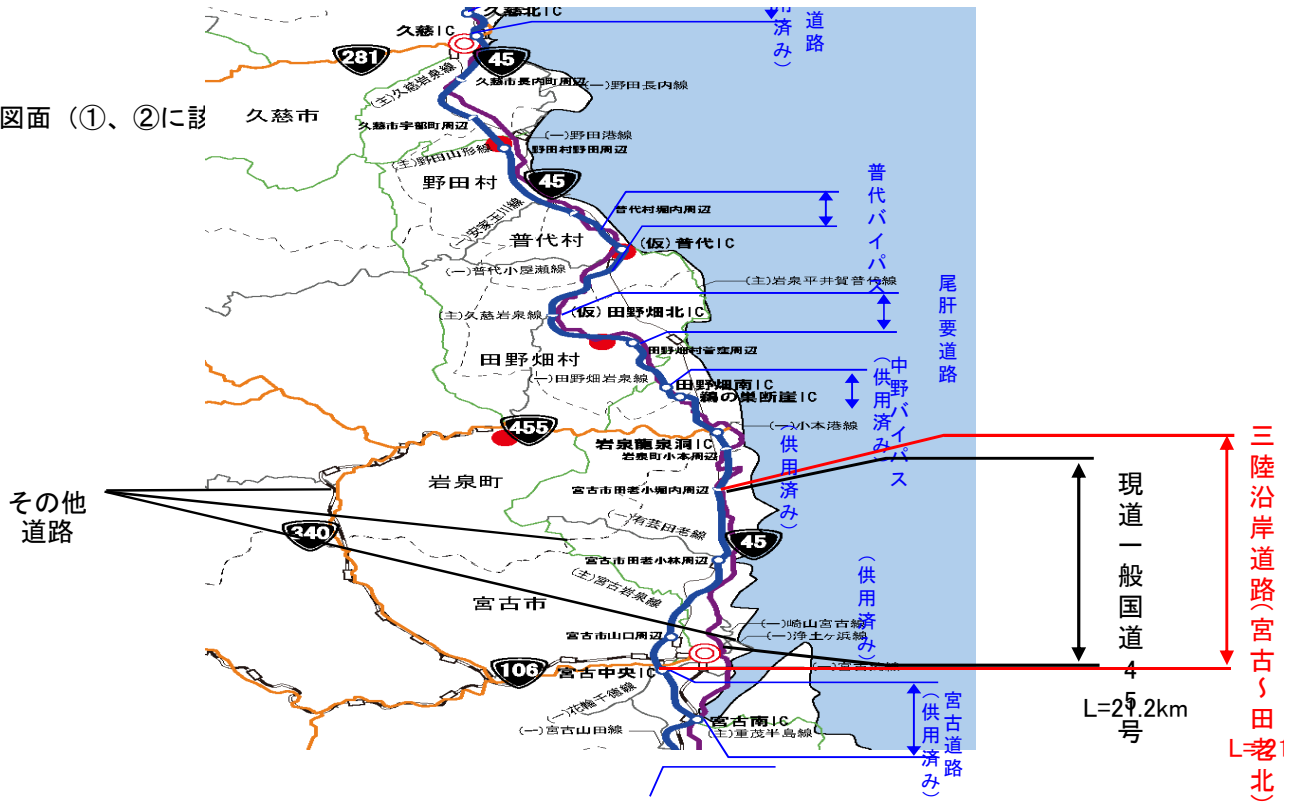 久慈北IC
久慈IC
281
45
道路
用済み）
(主)久慈岩泉線
久慈市長内町周辺
(一)野田長内線
図面（①、②に該
久慈市
久慈市宇部町周辺
(一)野田港線
(主)野田山形線
野田村野田周辺
野田村
45
普代バイパス
(一)安家玉川線
普代村堀内周辺
普代村
(仮)普代IC
(一)普代小屋瀬線
(主)岩泉平井賀普代線
尾肝要道路
(主)久慈岩泉線
(仮)田野畑北IC
田野畑村
田野畑村菅窪周辺
(一)田野畑岩泉線
田野畑南IC
中野バイパス
（供用済み）
鵜の巣断崖IC
455
(一)小本港線
岩泉龍泉洞IC
岩泉町小本周辺
（供用済み）
岩泉町
宮古市田老小堀内周辺
その他
道路
340
(一)有芸田老線
45
宮古市田老小林周辺
(主)宮古岩泉線
（供用済み）
宮古市
(一)崎山宮古線
(一)浄土ヶ浜線
宮古市山口周辺
106
宮古中央IC
(一)花輪千徳線
宮古南IC
(一)宮古山田線
(主)重茂半島線
宮古道路
（供用済み）
現道一般国道45号
L=21.2km
三陸沿岸道路（宮古～田老北）
L=21